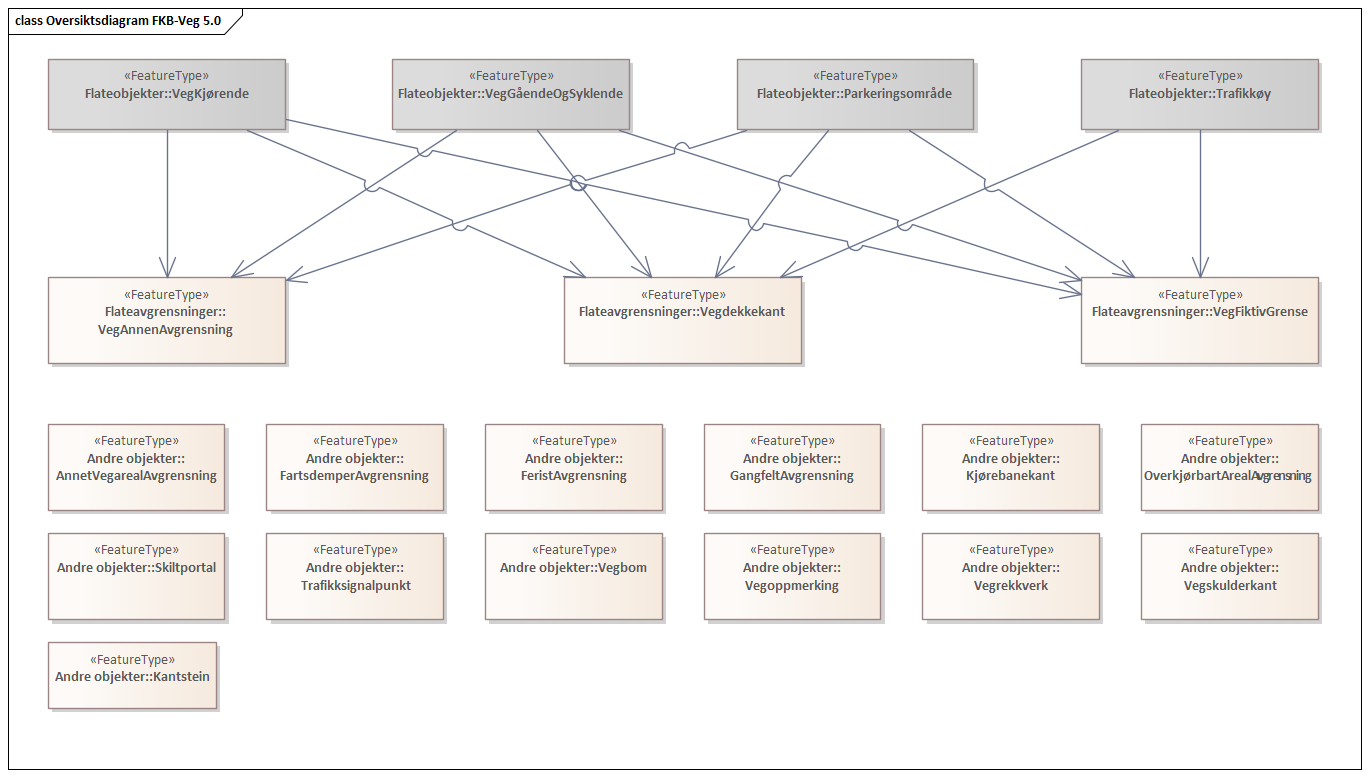 class Oversiktsdiagram FKB-Veg 5.0
«FeatureType»
Flateobjekter::VegKjørende
«FeatureType»
Flateobjekter::VegGåendeOgSyklende
«FeatureType»
Flateobjekter::Parkeringsområde
«FeatureType»
Flateobjekter::Trafikkøy
«FeatureType»
Flateavgrensninger::
VegAnnenAvgrensning
«FeatureType»
Flateavgrensninger::Vegdekkekant
«FeatureType»
Flateavgrensninger::VegFiktivGrense
«FeatureType»
Andre objekter::
AnnetVegarealAvgrensning
«FeatureType»
Andre objekter::
FartsdemperAvgrensning
«FeatureType»
Andre objekter::
FeristAvgrensning
«FeatureType»
Andre objekter::
GangfeltAvgrensning
«FeatureType»
Andre objekter::
Kjørebanekant
«FeatureType»
Andre objekter::
OverkjørbartArealAvgrensning
«FeatureType»
Andre objekter::Skiltportal
«FeatureType»
Andre objekter::
Trafikksignalpunkt
«FeatureType»
Andre objekter::Vegbom
«FeatureType»
Andre objekter::
Vegoppmerking
«FeatureType»
Andre objekter::
Vegrekkverk
«FeatureType»
Andre objekter::
Vegskulderkant
«FeatureType»
Andre objekter::Kantstein